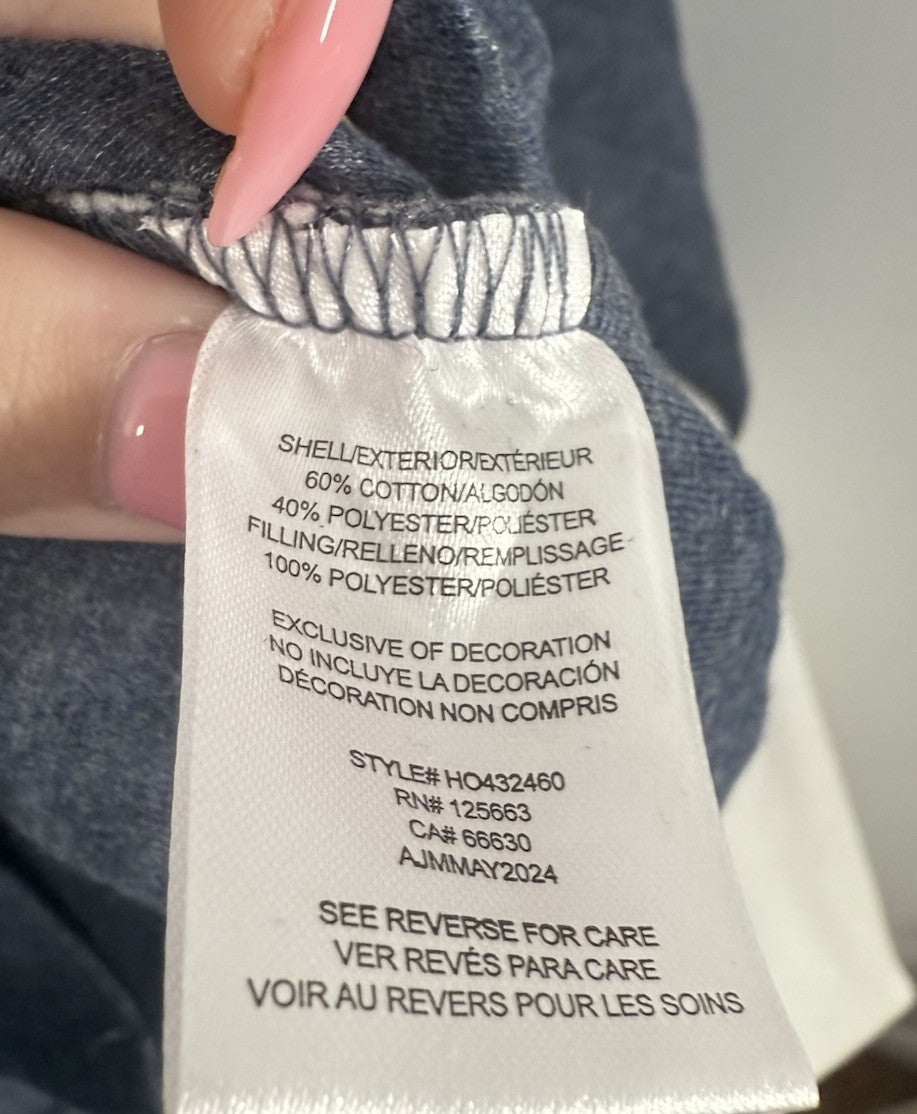 SHELL/EXTERIOR/EXTÉRIEUR
60% COTTON/ALGODÓN
40% POLYESTER/POLIÉSTER
FILLING/RELLENO/REMPLISSAGE
100% POLYESTER/POLIÉSTER
EXCLUSIVE OF DECORATION
NO INCLUYE LA DECORACIÓN
DÉCORATION NON COMPRIS
STYLE# HO432460
RN# 125663
CA# 66630
AJMMAY2024
SEE REVERSE FOR CARE
VER REVÉS PARA CARE
VOIR AU REVERS POUR LES SOINS